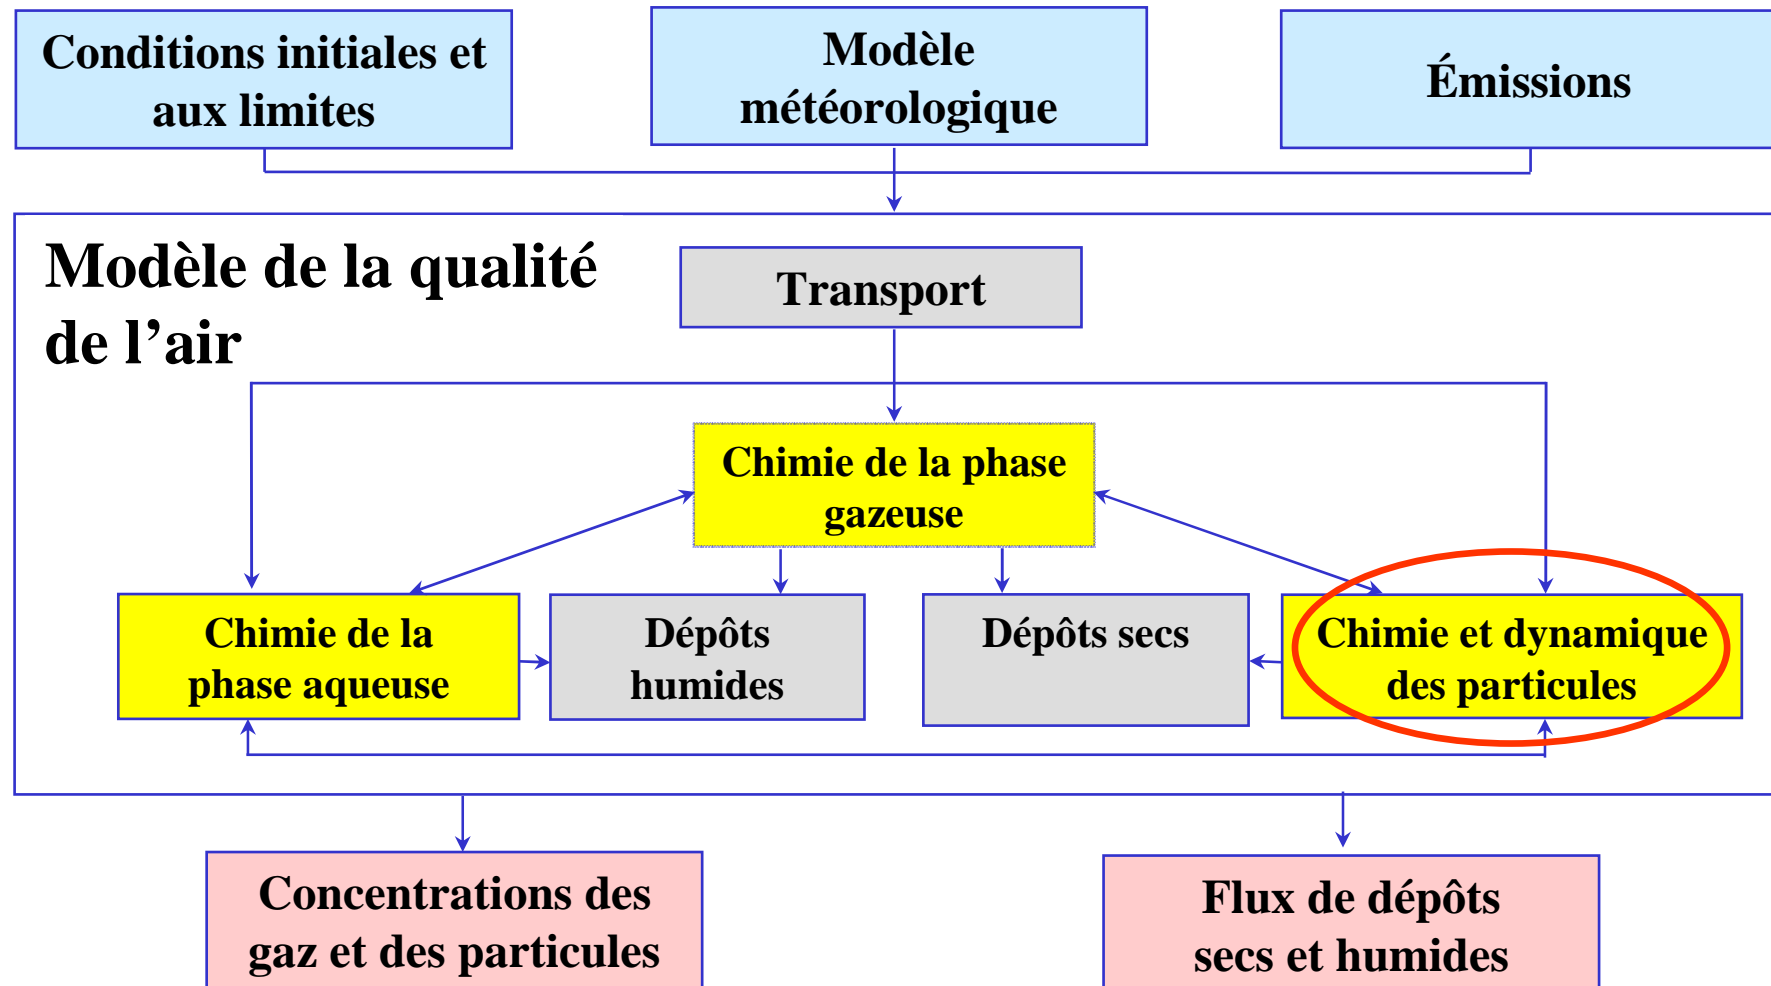 Conditions initiales et
aux limites
Modèle
météorologique
Émissions
Modèle de la qualité
de l’air
Transport
Chimie de la phase
gazeuse
Chimie de la
phase aqueuse
Dépôts
humides
Dépôts secs
Chimie et dynamique
des particules
Concentrations des
gaz et des particules
Flux de dépôts
secs et humides